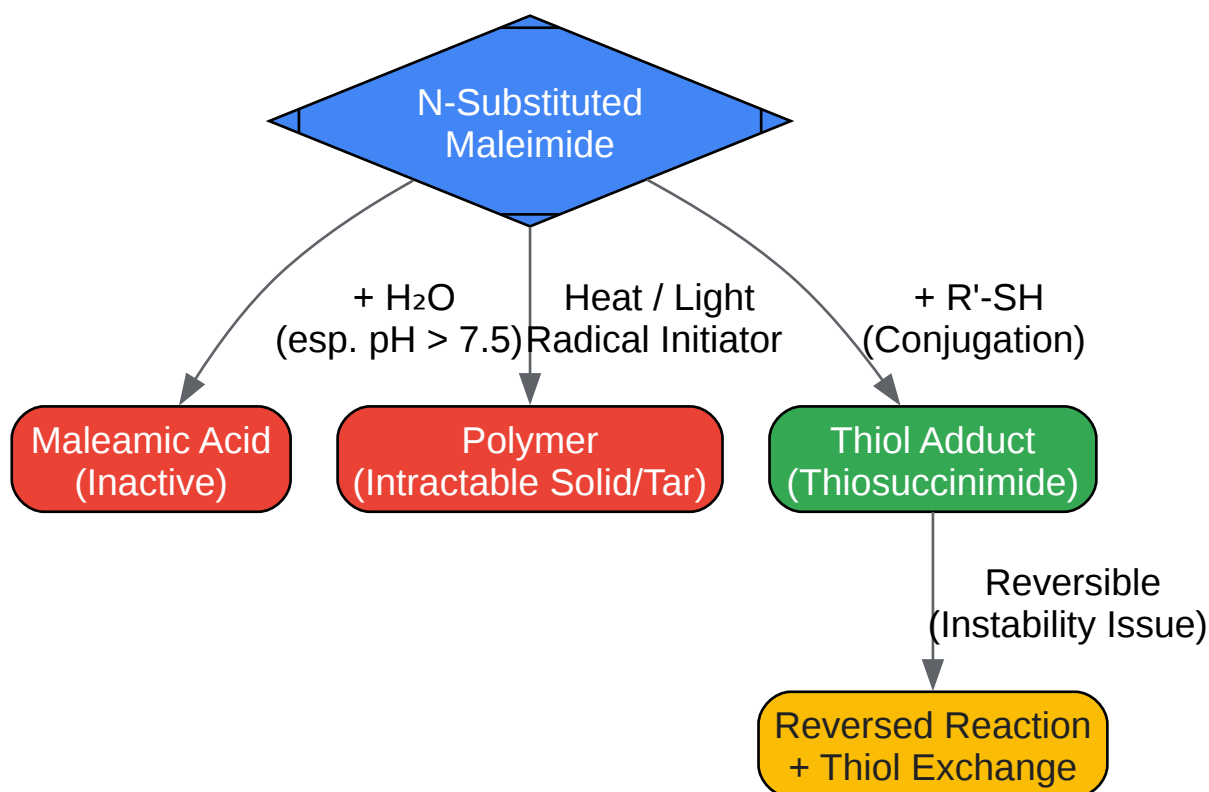 N-Substituted
Maleimide
+ H₂O
(esp. pH > 7.5)
Heat / Light
Radical Initiator
+ R'-SH
(Conjugation)
Maleamic Acid
(Inactive)
Polymer
(Intractable Solid/Tar)
Thiol Adduct
(Thiosuccinimide)
Reversible
(Instability Issue)
Reversed Reaction
+ Thiol Exchange